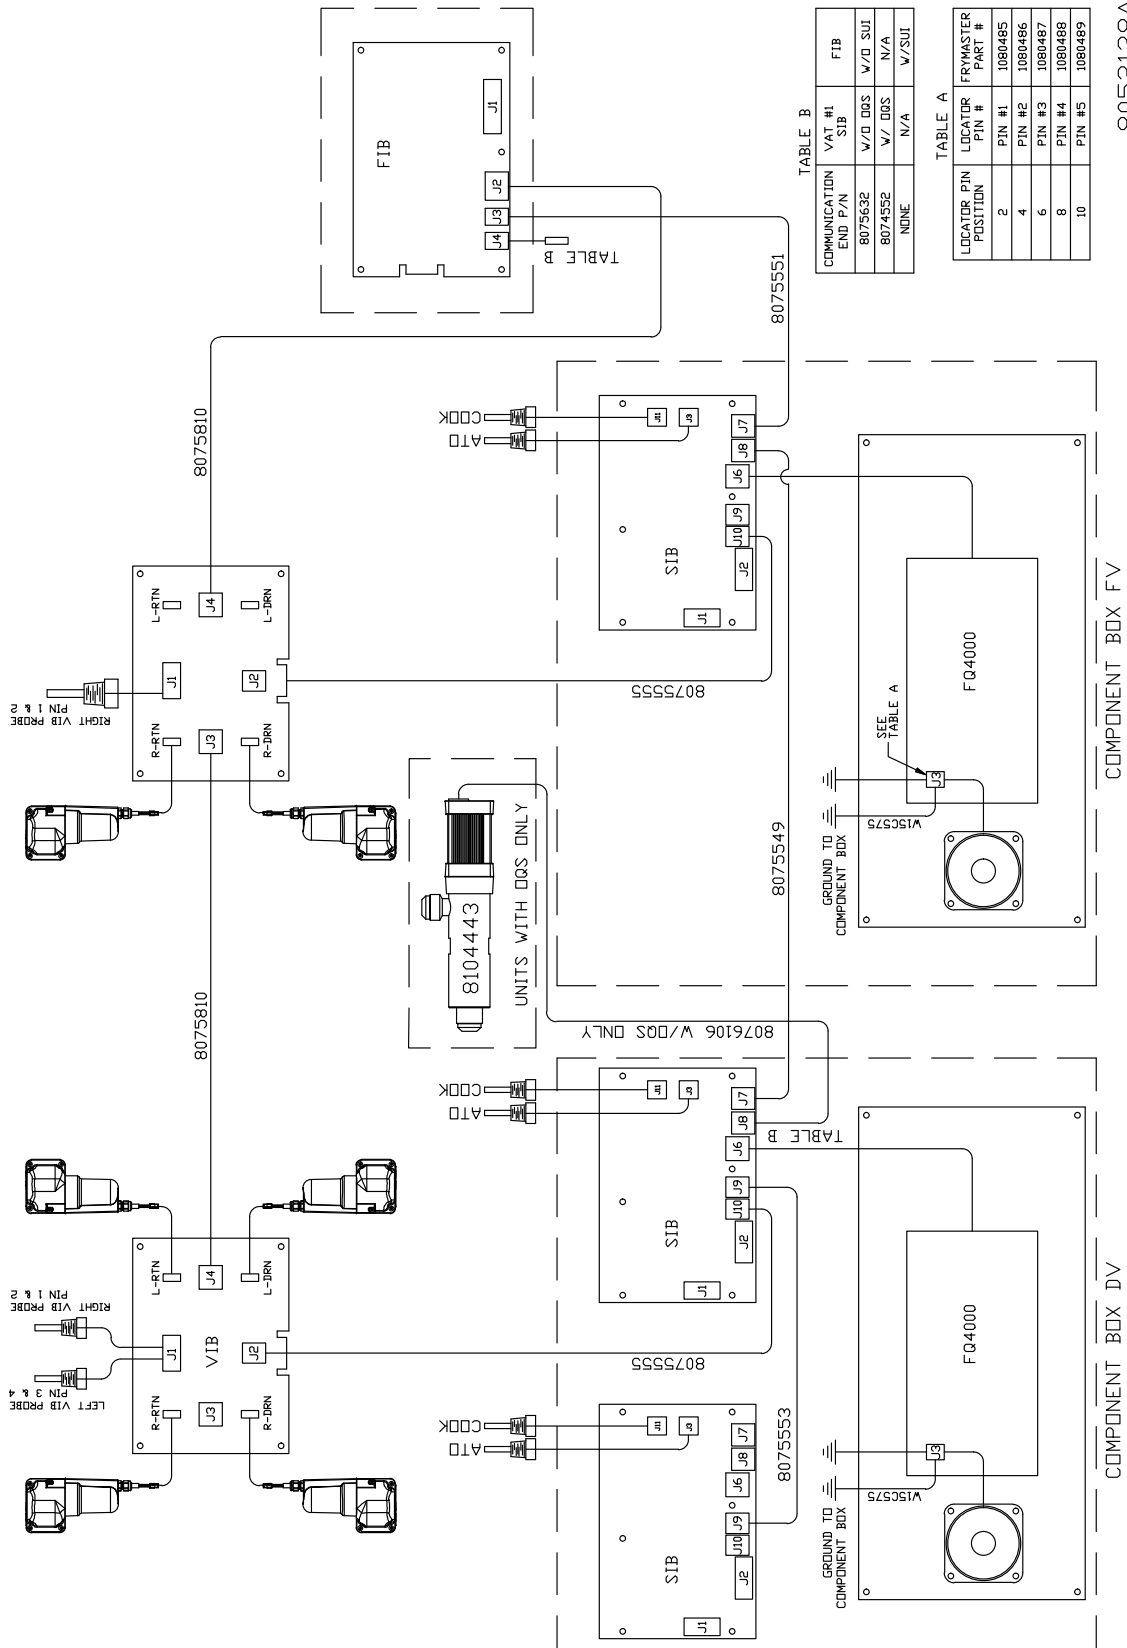 FIB
J1
J2
J3
J4
TABLE B
TABLE B
COMMUNICATION END P/N | VAT #1 SIB | FIB
8075632 | W/O OQS | W/O SUI
8074552 | W/ OQS | N/A
NONE | N/A | W/SUI
TABLE A
LOCATOR PIN POSITION | LOCATOR PIN # | FRYMASTER PART #
2 | PIN #1 | 1080485
4 | PIN #2 | 1080486
6 | PIN #3 | 1080487
8 | PIN #4 | 1080488
10 | PIN #5 | 1080489
8075551
8075810
COOK
ATO
J11
J3
J7
J8
J6
J9
J10
J2
J1
SIB
L-RTN
L-DRN
J4
J1
J2
J3
R-RTN
R-DRN
RIGHT VIB PROBE
PIN 1 & 2
8075555
SEE
TABLE A
FQ4000
J3
W15C575
GROUND TO
COMPONENT BOX
COMPONENT BOX FV
8104443
UNITS WITH OQS ONLY
8075549
8076106 W/OQS ONLY
8075810
COOK
ATO
J11
J3
J7
J8
TABLE B
J6
J9
J10
J2
J1
SIB
L-RTN
L-DRN
J4
VIB
J1
J2
J3
R-RTN
R-DRN
RIGHT VIB PROBE
PIN 1 & 2
LEFT VIB PROBE
PIN 3 & 4
8075555
8075553
COOK
ATO
J11
J3
J7
J8
J6
J9
J10
J2
J1
SIB
FQ4000
J3
W15C575
GROUND TO
COMPONENT BOX
COMPONENT BOX DV